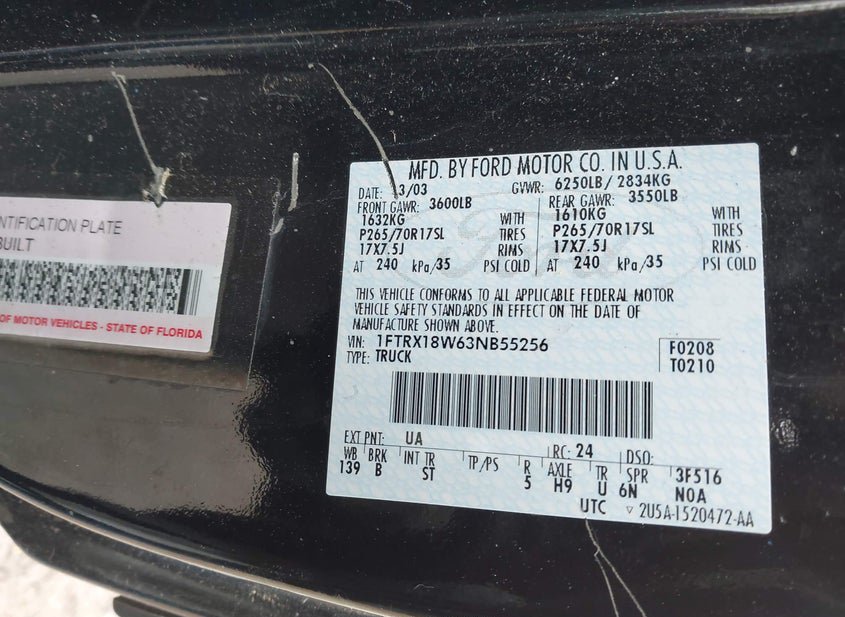 NTIFICATION PLATE
BUILT
OF MOTOR VEHICLES - STATE OF FLORIDA
MFD. BY FORD MOTOR CO. IN U.S.A.
DATE: 3/03 GVWR: 6250LB/ 2834KG
FRONT GAWR: 3600LB REAR GAWR: 3550LB
1632KG WITH 1610KG WITH
P265/70R17SL TIRES P265/70R17SL TIRES
17X7.5J RIMS 17X7.5J RIMS
AT 240 kPa/35 PSI COLD AT 240 kPa/35 PSI COLD
THIS VEHICLE CONFORMS TO ALL APPLICABLE FEDERAL MOTOR
VEHICLE SAFETY STANDARDS IN EFFECT ON THE DATE OF
MANUFACTURE SHOWN ABOVE.
VIN: 1FTRX18W63NB55256 F0208
TYPE: TRUCK T0210
EXT PNT: UA RC: 24 DSO:
WB BRK INT TR TP/PS R AXLE TR SPR 3F516
139 B ST 5 H9 U 6N NOA
UTC ▽ 2U5A-1520472-AA